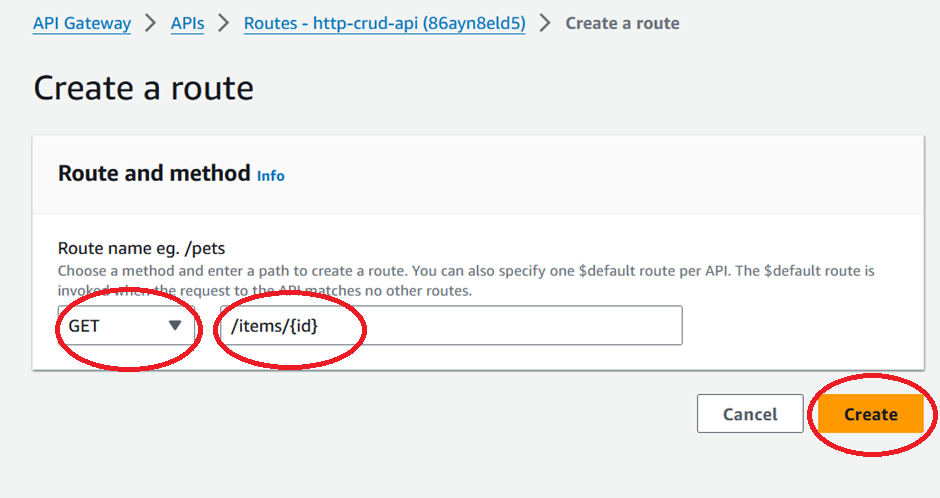 API Gateway > APIs > Routes - http-crud-api (86ayn8eld5) > Create a route
Create a route
Route and method Info
Route name eg. /pets
Choose a method and enter a path to create a route. You can also specify one $default route per API. The $default route is
invoked when the request to the API matches no other routes.
GET /items/{id}
Cancel Create